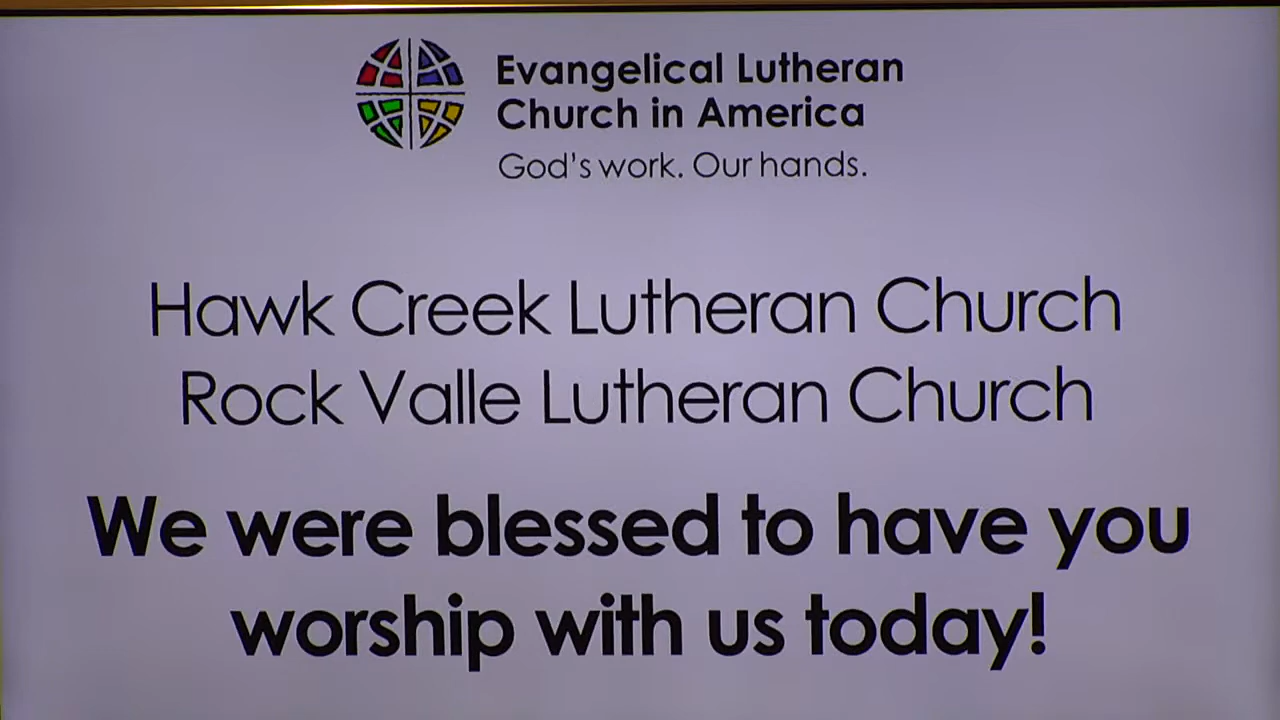 Evangelical Lutheran
Church in America
God's work. Our hands.
Hawk Creek Lutheran Church
Rock Valle Lutheran Church
We were blessed to have you
worship with us today!